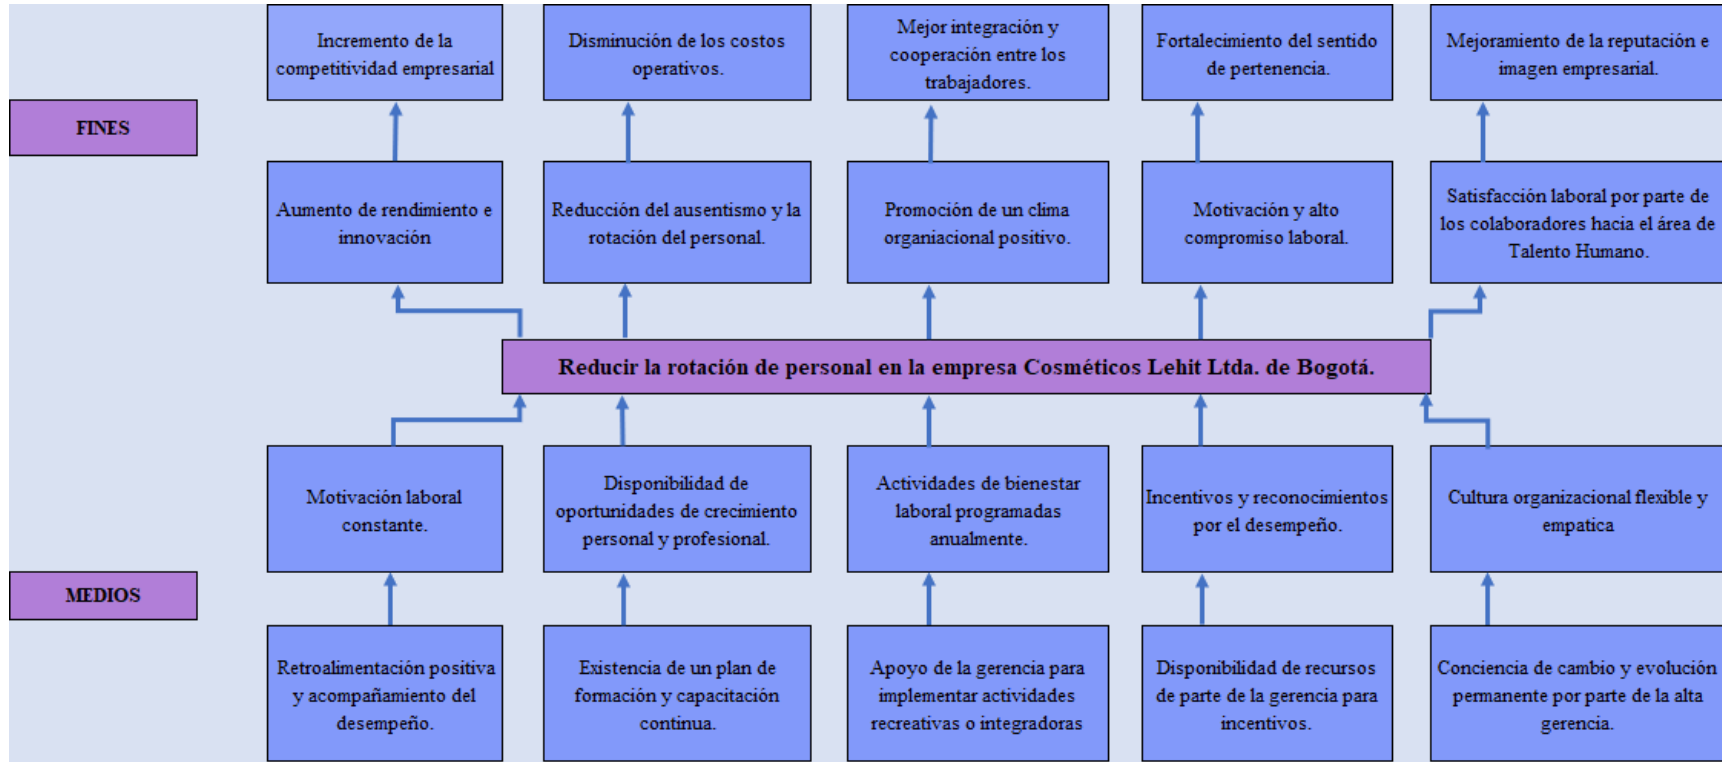 Incremento de la
competitividad empresarial
Disminución de los costos
operativos.
Mejor integración y
cooperación entre los
trabajadores.
Fortalecimiento del sentido
de pertenencia.
Mejoramiento de la reputación e
imagen empresarial.
FINES
Aumento de rendimiento e
innovación
Reducción del ausentismo y la
rotación del personal.
Promoción de un clima
organiacional positivo.
Motivación y alto
compromiso laboral.
Satisfacción laboral por parte de
los colaboradores hacia el área de
Talento Humano.
Reducir la rotación de personal en la empresa Cosméticos Lehit Ltda. de Bogotá.
Motivación laboral
constante.
Disponibilidad de
oportunidades de crecimiento
personal y profesional.
Actividades de bienestar
laboral programadas
anualmente.
Incentivos y reconocimientos
por el desempeño.
Cultura organizacional flexible y
empatica
MEDIOS
Retroalimentación positiva
y acompañamiento del
desempeño.
Existencia de un plan de
formación y capacitación
continua.
Apoyo de la gerencia para
implementar actividades
recreativas o integradoras
Disponibilidad de recursos
de parte de la gerencia para
incentivos.
Conciencia de cambio y evolución
permanente por parte de la alta
gerencia.